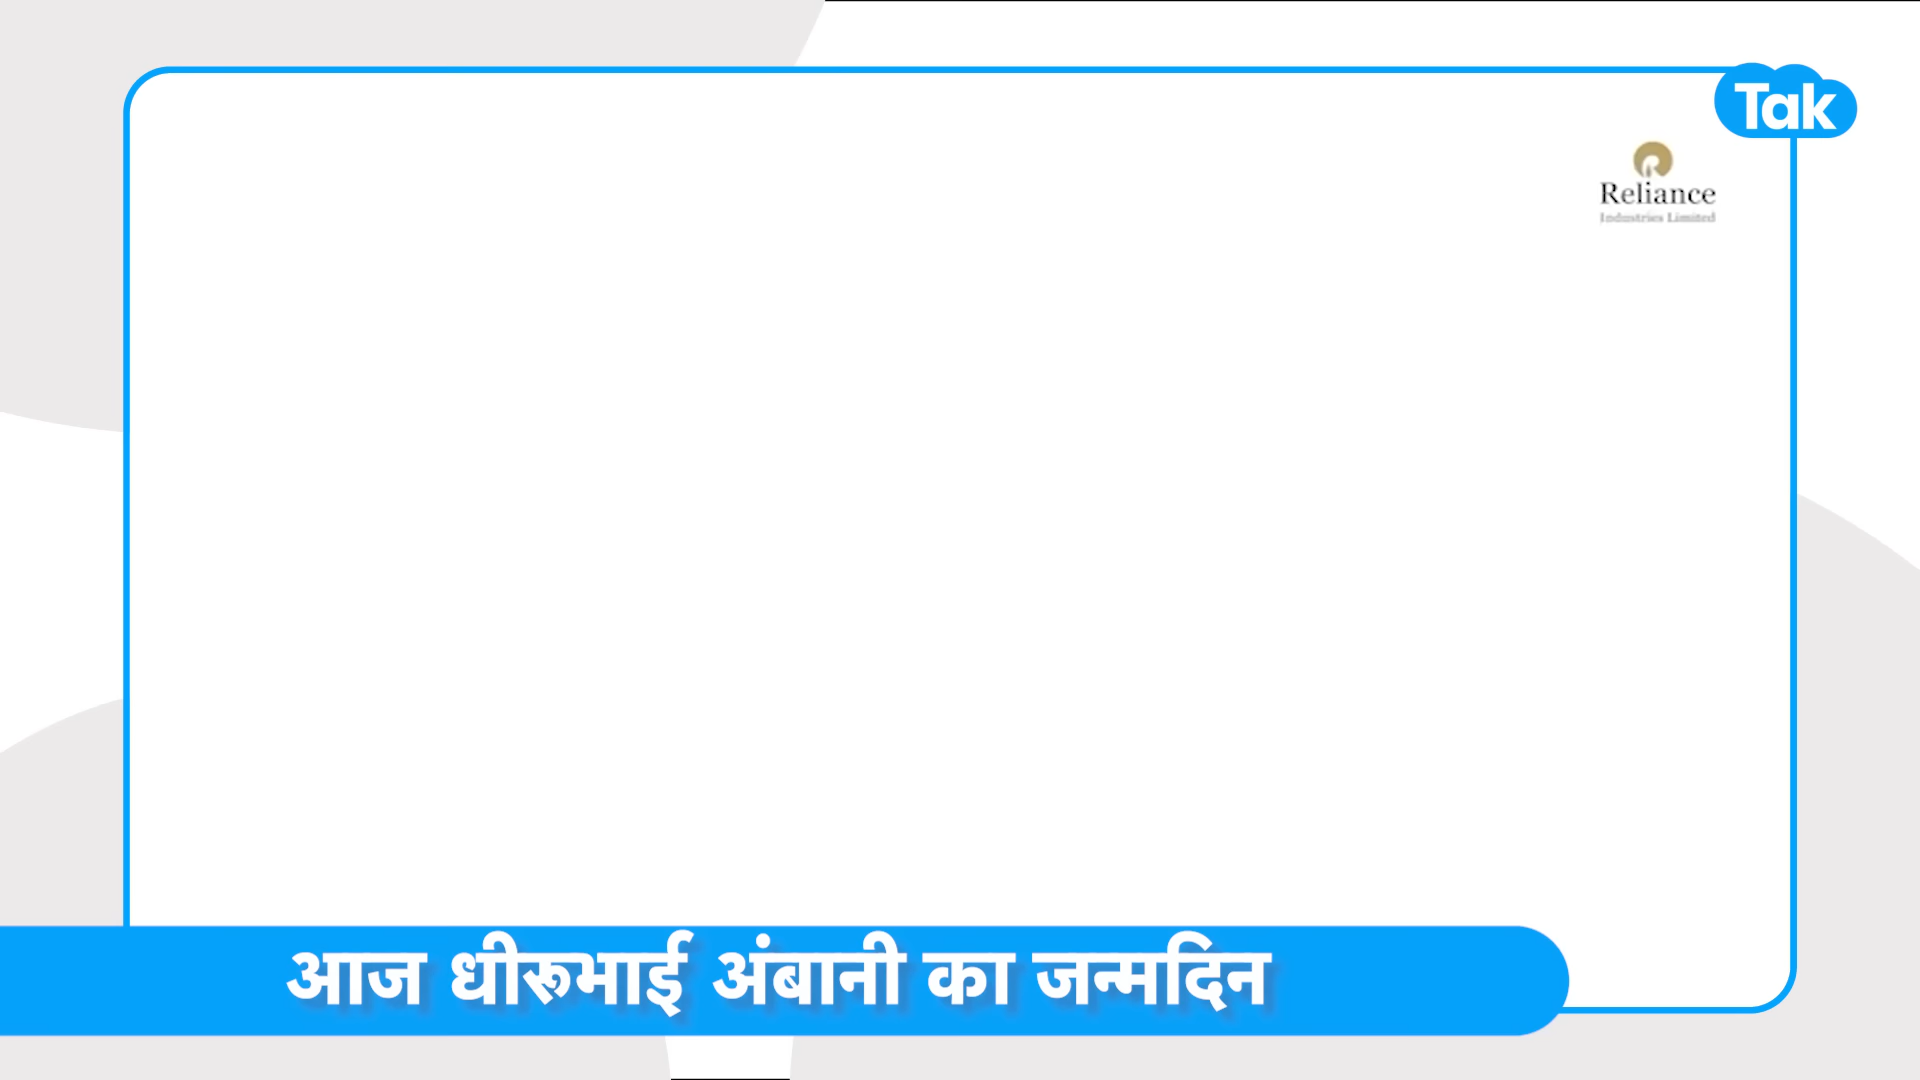 Tak
Reliance
Industries Limited
आज धीरुभाई अंबानी का जन्मदिन